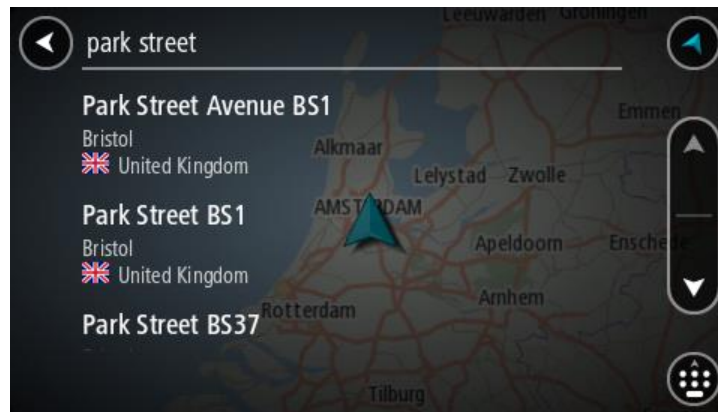 Leeuwarden Groningen
park street
Park Street Avenue BS1
Bristol
United Kingdom
Park Street BS1
Bristol
United Kingdom
Park Street BS37
Emmen
Alkmaar
Lelystad
Zwolle
AMSTERDAM
Apeldoorn
Enschede
Arnhem
Rotterdam
Tilburg